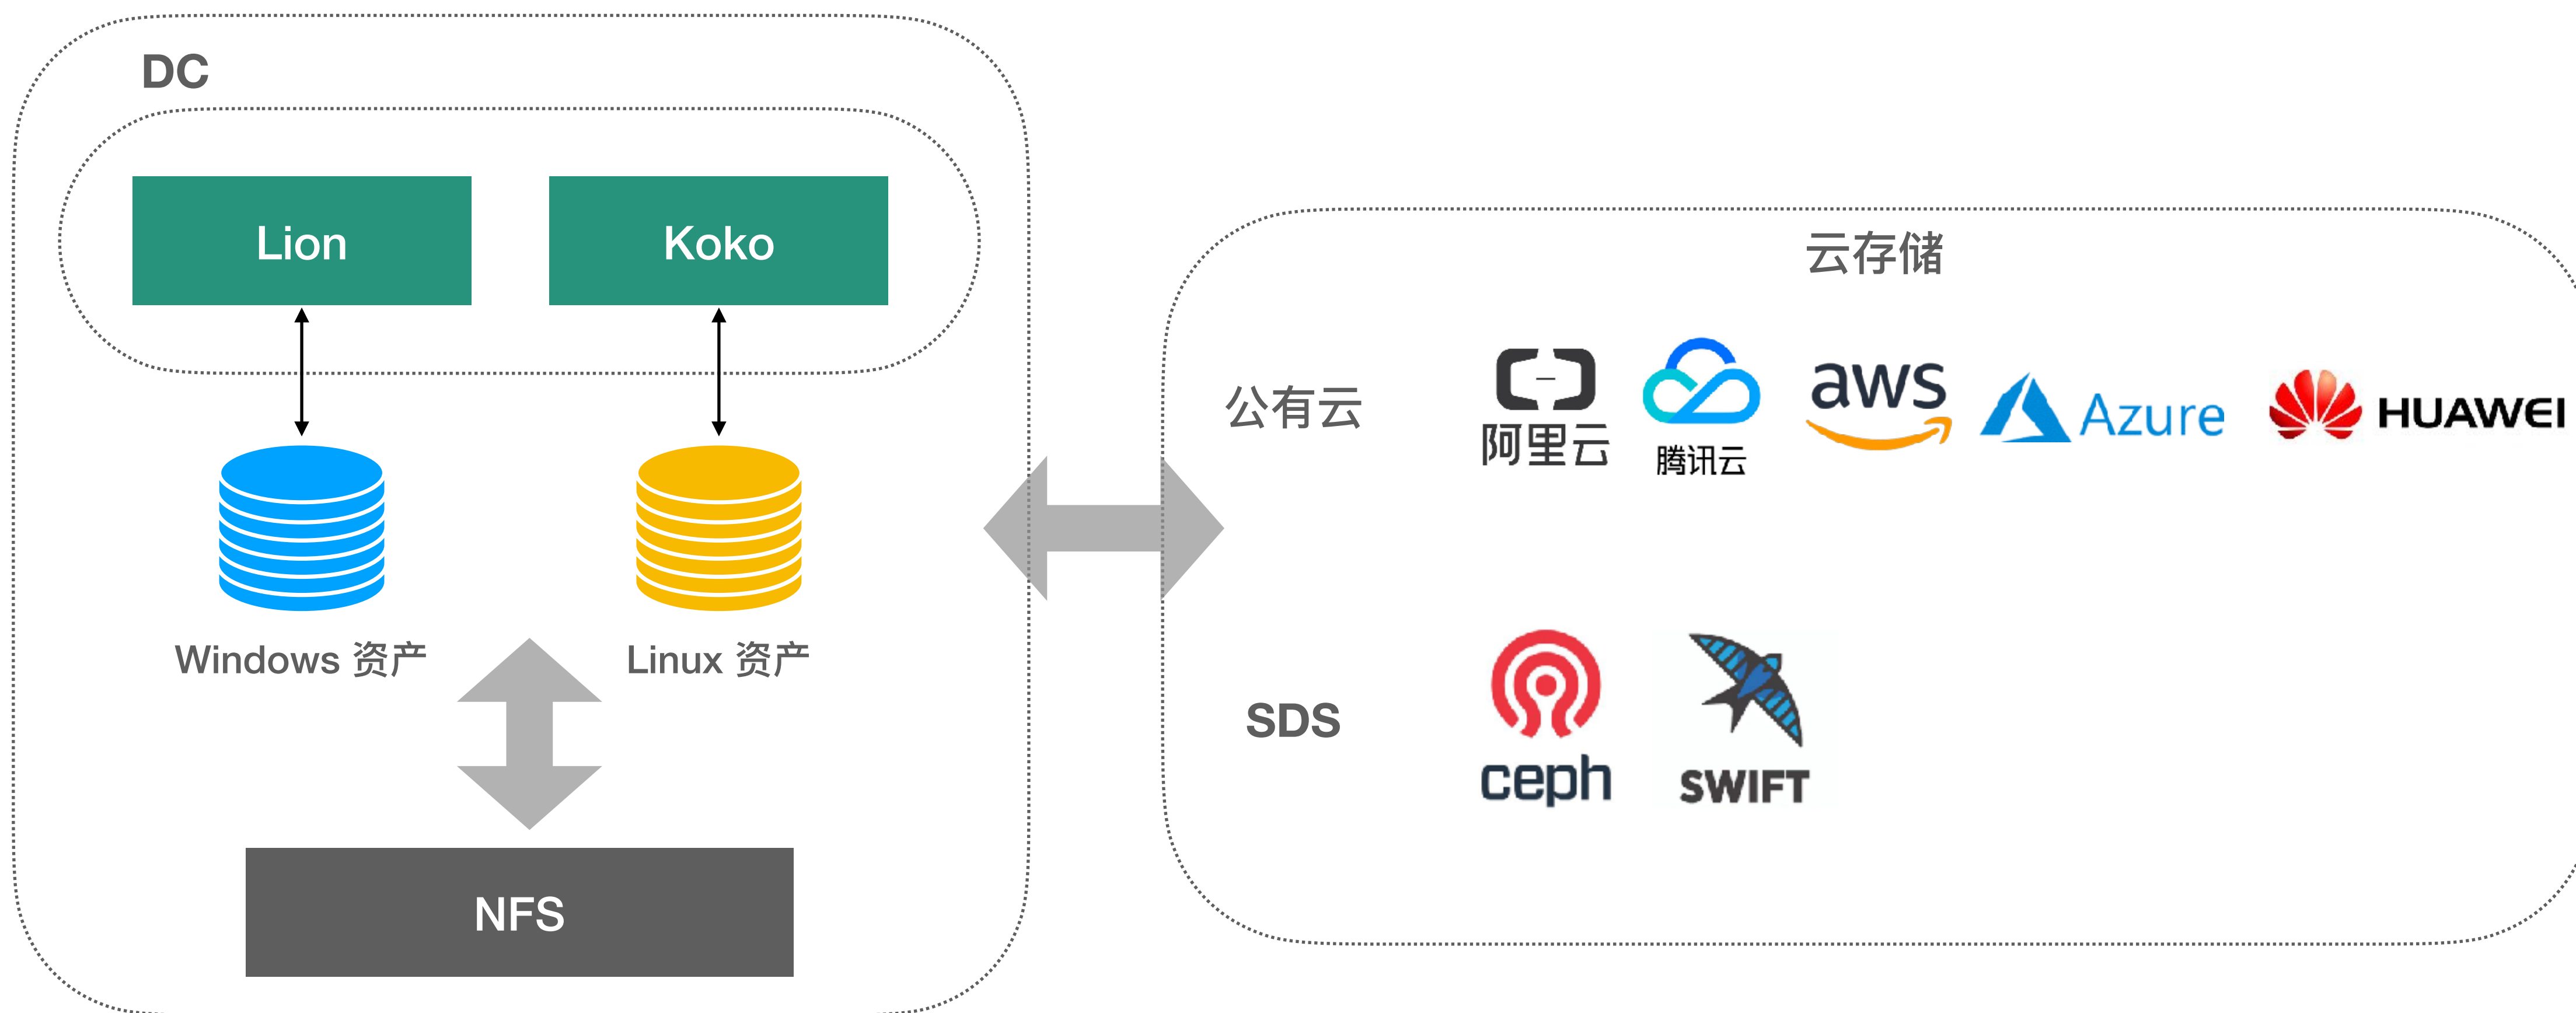 DC
Lion
Koko
Windows 资产
Linux 资产
NFS
云存储
公有云
阿里云
腾讯云
aws
Azure
HUAWEI
SDS
ceph
SWIFT